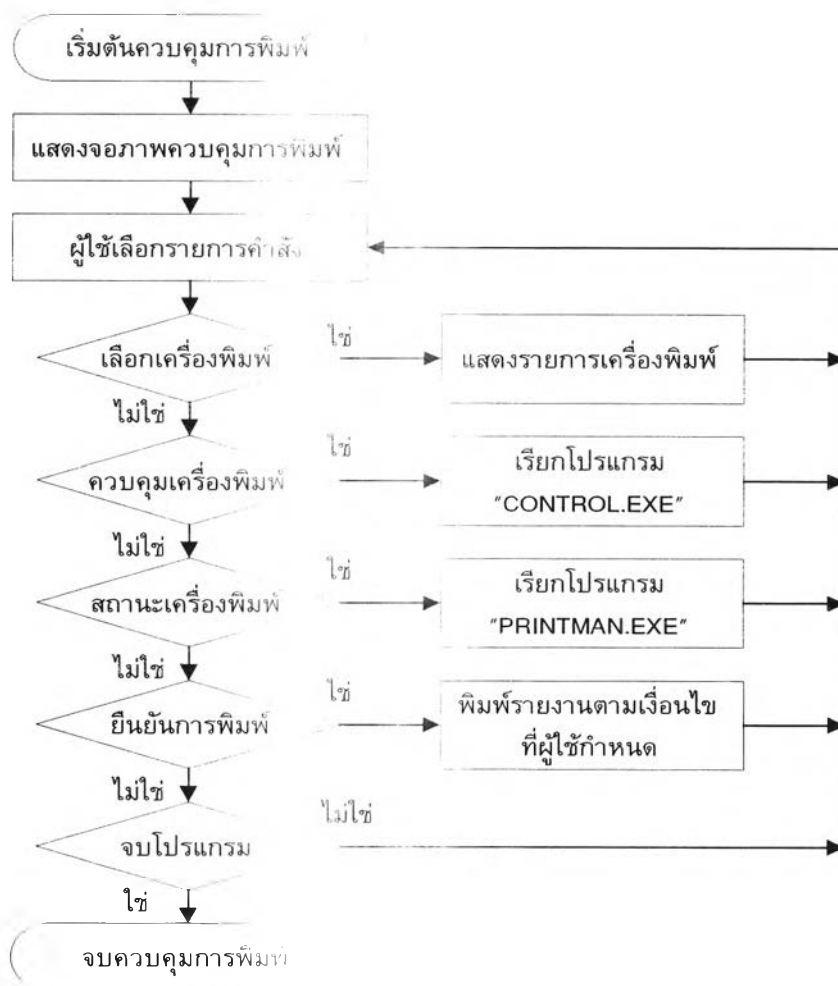 เริ่มต้นควบคุมการพิมพ์
แสดงจอภาพควบคุมการพิมพ์
ผู้ใช้เลือกรายการคำสั่ง
เลือกเครื่องพิมพ์
ใช่
แสดงรายการเครื่องพิมพ์
ไม่ใช่
ควบคุมเครื่องพิมพ์
ใช่
เรียกโปรแกรม
"CONTROL.EXE"
ไม่ใช่
สถานะเครื่องพิมพ์
ใช่
เรียกโปรแกรม
"PRINTMAN.EXE"
ไม่ใช่
ยืนยันการพิมพ์
ใช่
พิมพ์รายงานตามเงื่อนไข
ที่ผู้ใช้กำหนด
ไม่ใช่
จบโปรแกรม
ไม่ใช่
ใช่
จบควบคุมการพิมพ์